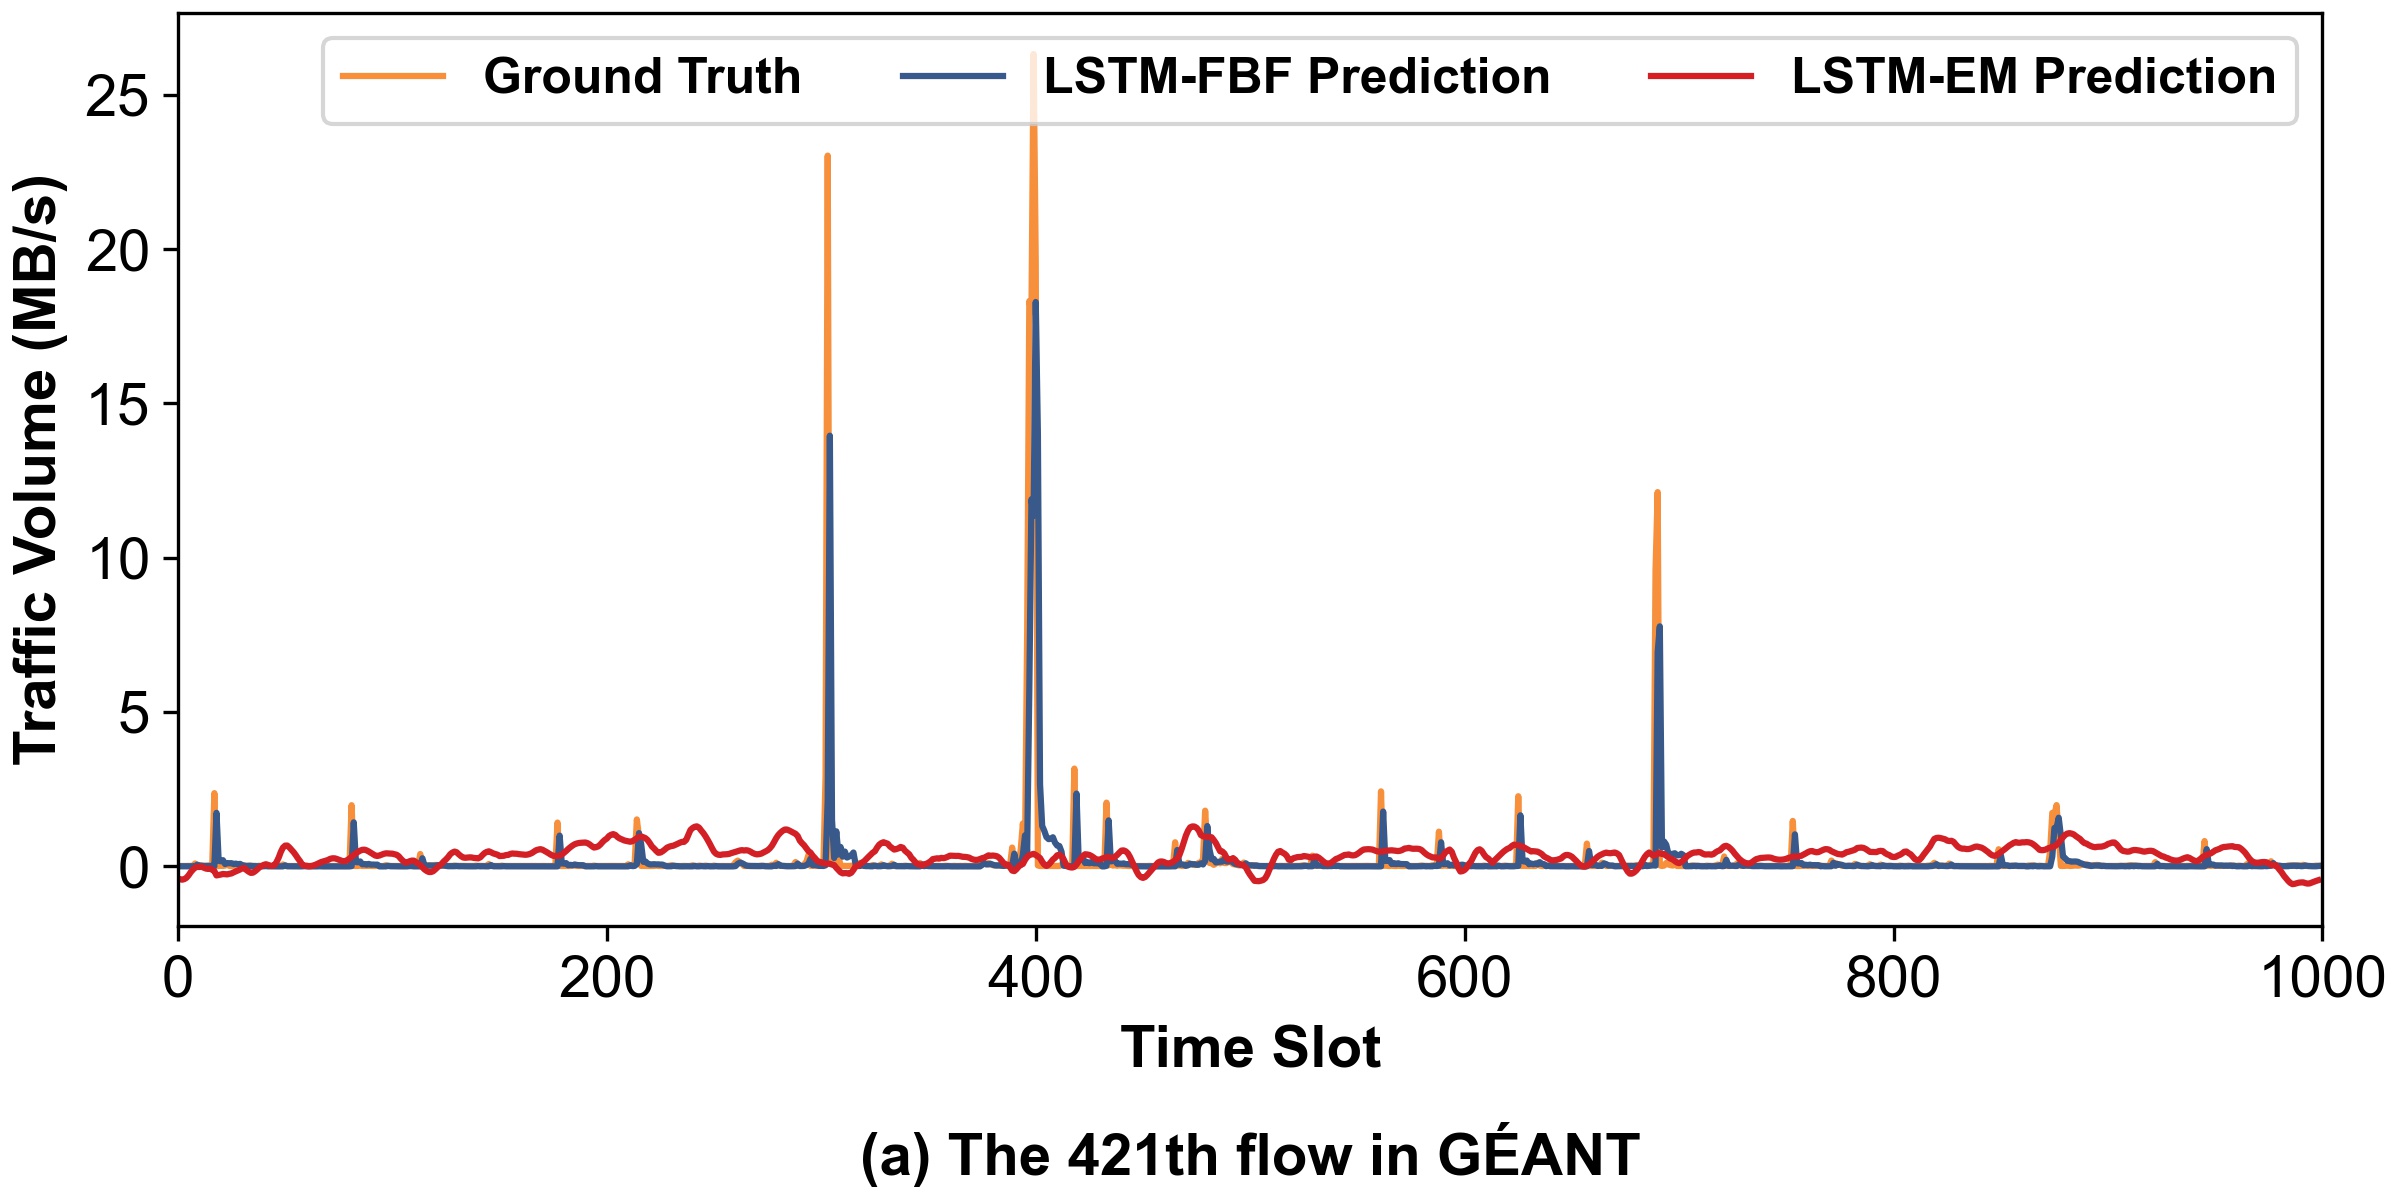 Ground Truth LSTM-FBF Prediction LSTM-EM Prediction
Traffic Volume (MB/s)
25
20
15
10
5
0
0 200 400 600 800 1000
Time Slot
(a) The 421th flow in GÉANT